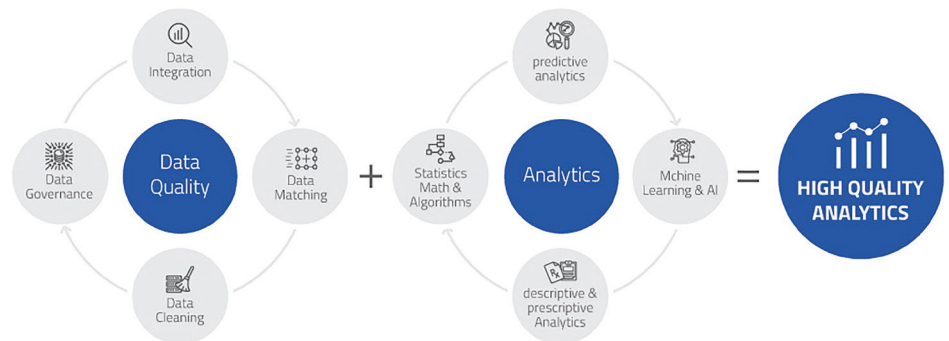 Data
Integration
Data
Governance
Data
Quality
Data
Matching
Data
Cleaning
+
predictive
analytics
Statistics
Math &
Algorithms
Analytics
Mchine
Learning & AI
descriptive &
prescriptive
Analytics
=
HIGH QUALITY
ANALYTICS